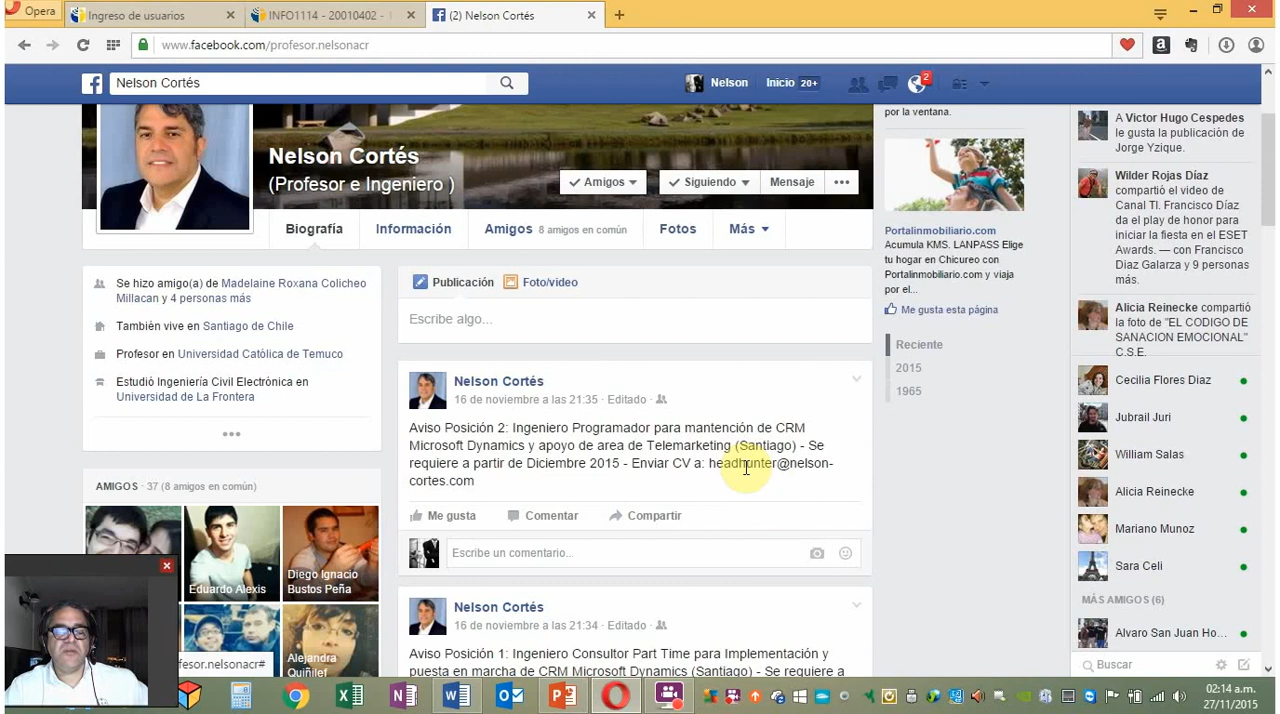 Opera
Ingreso de usuarios
INFO1114 - 20010402 -
(2) Nelson Cortés
www.facebook.com/profesor.nelsonacr
Nelson Cortés
Nelson
Inicio 20+
2
Nelson Cortés
(Profesor e Ingeniero )
Amigos
Siguiendo
Mensaje
Biografía
Información
Amigos 8 amigos en común
Fotos
Más
Se hizo amigo(a) de Madelaine Roxana Colicheo
Millacan y 4 personas más
También vive en Santiago de Chile
Profesor en Universidad Católica de Temuco
Estudió Ingeniería Civil Electrónica en
Universidad de La Frontera
AMIGOS · 37 (8 amigos en común)
Eduardo Alexis
Diego Ignacio
Bustos Peña
Alejandra
Quiñilef
fesor.nelsonacr#
Publicación
Foto/video
Escribe algo...
Nelson Cortés
16 de noviembre a las 21:35 · Editado ·
Aviso Posición 2: Ingeniero Programador para mantención de CRM
Microsoft Dynamics y apoyo de area de Telemarketing (Santiago) - Se
requiere a partir de Diciembre 2015 - Enviar CV a: headhunter@nelson-
cortes.com
Me gusta
Comentar
Compartir
Escribe un comentario...
Nelson Cortés
16 de noviembre a las 21:34 · Editado ·
Aviso Posición 1: Ingeniero Consultor Part Time para Implementación y
puesta en marcha de CRM Microsoft Dynamics (Santiago) - Se requiere a
por la ventana.
Portalinmobiliario.com
Acumula KMS. LANPASS Elige
tu hogar en Chicureo con
Portalinmobiliario.com y viaja
por el...
Me gusta esta página
Reciente
2015
1965
A Victor Hugo Cespedes
le gusta la publicación de
Jorge Yzique.
Wilder Rojas Díaz
compartió el video de
Canal TI. Francisco Díaz
da el play de honor para
iniciar la fiesta en el ESET
Awards. — con Francisco
Diaz Galarza y 9 personas
más.
Alicia Reinecke compartió
la foto de "EL CODIGO DE
SANACION EMOCIONAL"
C.S.E.
Cecilia Flores Diaz
Jubrail Juri
William Salas
Alicia Reinecke
Mariano Munoz
Sara Celi
MÁS AMIGOS (6)
Alvaro San Juan Ho...
Buscar
02:14 a.m.
27/11/2015